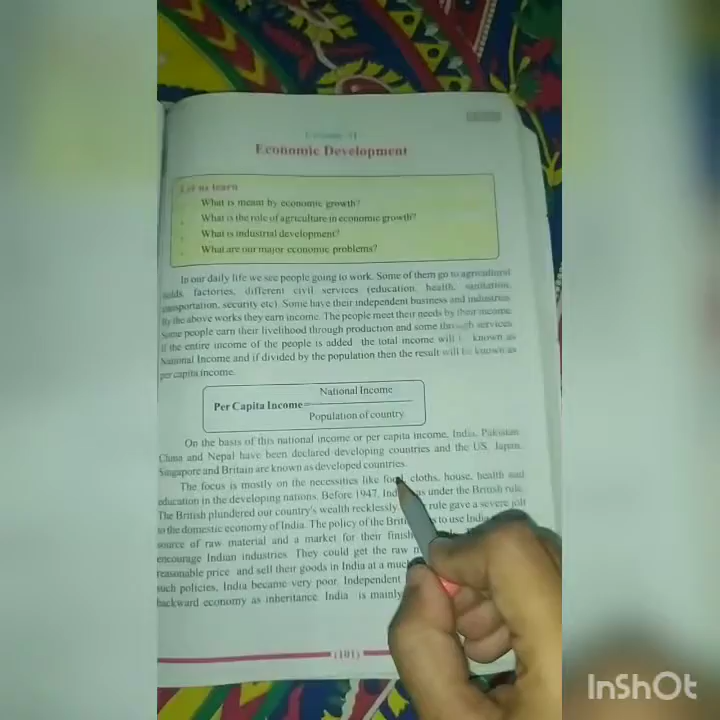 Economic Development
Let us learn
What is meant by economic growth?
What is the role of agriculture in economic growth?
What is industrial development?
What are our major economic problems?
In our daily life we see people going to work. Some of them go to agricultural
fields, factories, different civil services (education, health, sanitation,
transportation, security etc). Some have their independent business and industries.
By the above works they earn income. The people meet their needs by their income.
Some people earn their livelihood through production and some through services.
If the entire income of the people is added the total income will be known as
National Income and if divided by the population then the result will be known as
per capita income.
Per Capita Income = National Income
Population of country
On the basis of this national income or per capita income, India, Pakistan,
China and Nepal have been declared developing countries and the US, Japan,
Singapore and Britain are known as developed countries.
The focus is mostly on the necessities like food, cloths, house, health and
education in the developing nations. Before 1947, was under the British rule.
The British plundered our country's wealth recklessly. rule gave a severe jolt
to the domestic economy of India. The policy of the to use India
source of raw material and a market for their
encourage Indian industries. They could get the raw
reasonable price and sell their goods in India at a
such policies, India became very poor. Independent
backward economy as inheritance. India is mainly
(101)
InShOt